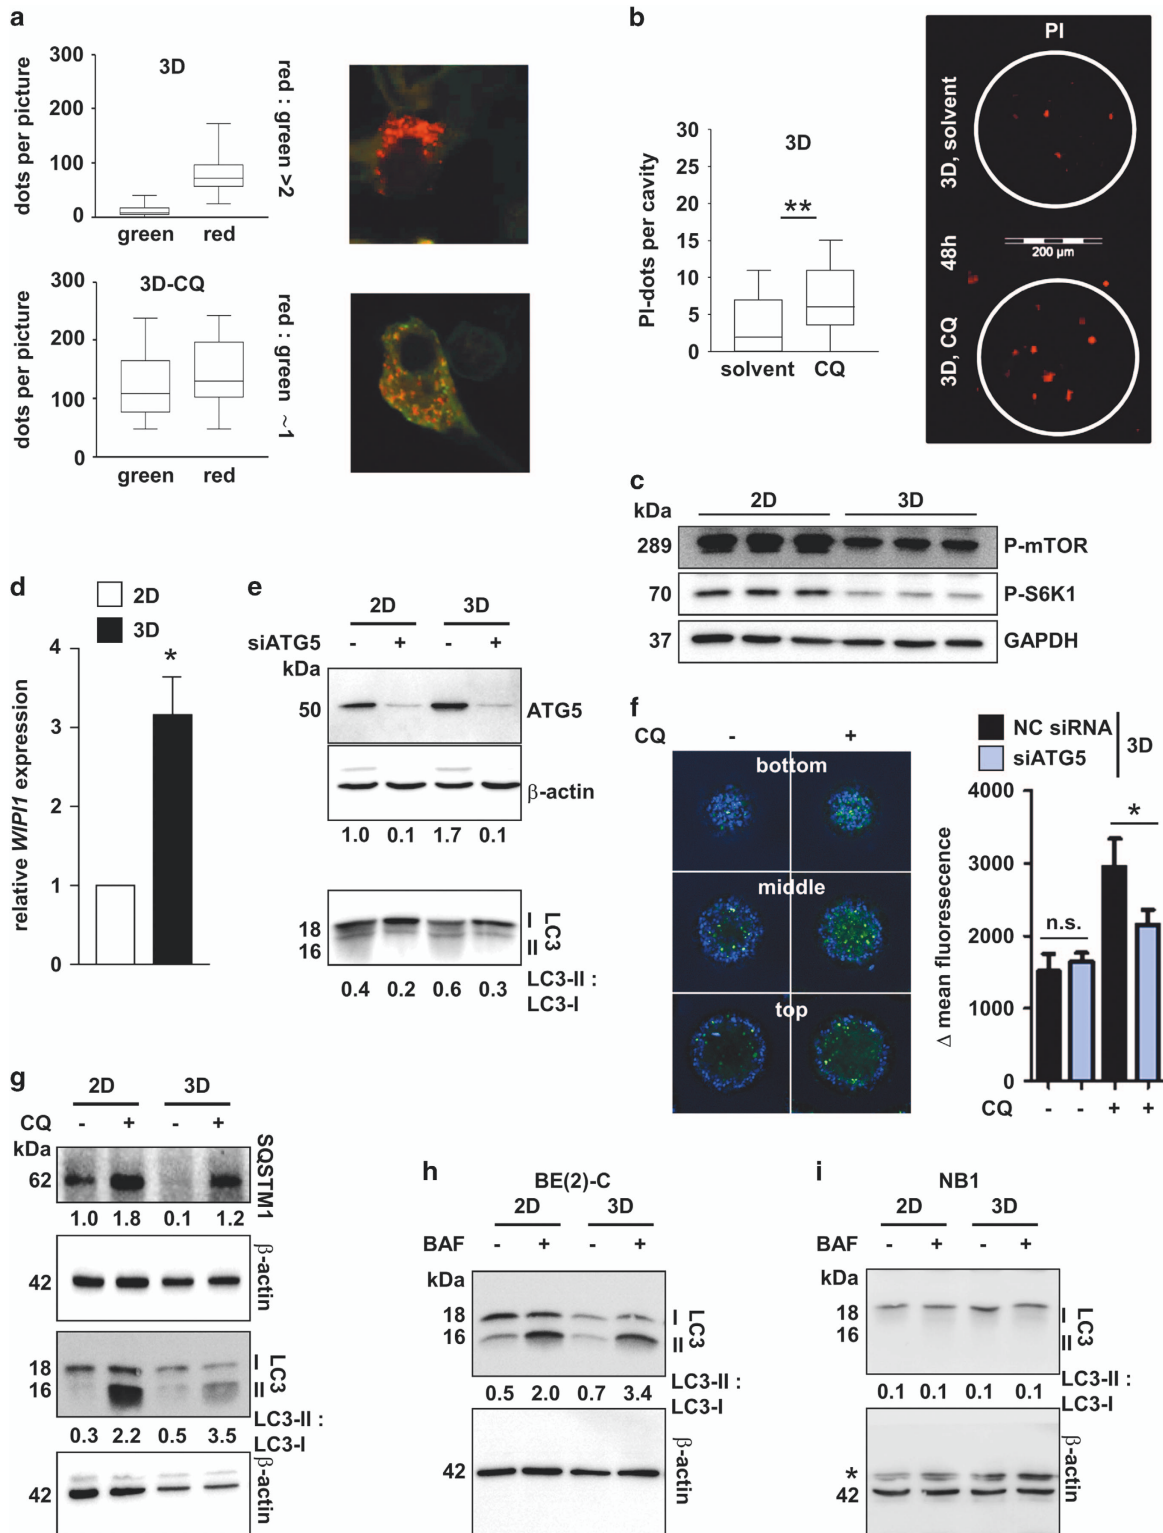 a
300
200
100
0
dots per picture
3D
green red
red : green >2
300
200
100
0
dots per picture
3D-CQ
green red
red : green ~1
b
30
25
20
15
10
5
0
PI-dots per cavity
3D
**
solvent CQ
PI
3D, solvent
48h
200 µm
3D, CQ
c
kDa
2D 3D
289 P-mTOR
70 P-S6K1
37 GAPDH
d
2D
3D
4
3
2
1
0
relative WIPI1 expression
*
e
2D 3D
siATG5 - + - +
kDa
50 ATG5
β-actin
1.0 0.1 1.7 0.1
18 I
16 II
LC3
0.4 0.2 0.6 0.3
LC3-II :
LC3-I
f
CQ - +
bottom
middle
top
NC siRNA
siATG5
3D
4000
3000
2000
1000
0
Δ mean fluorescence
n.s.
*
CQ - - + +
g
2D 3D
CQ - + - +
kDa
62 SQSTM1
1.0 1.8 0.1 1.2
42 β-actin
18 I
16 II
LC3
0.3 2.2 0.5 3.5
LC3-II :
LC3-I
42 β-actin
h
BE(2)-C
2D 3D
BAF - + - +
kDa
18 I
16 II
LC3
0.5 2.0 0.7 3.4
LC3-II :
LC3-I
42 β-actin
i
NB1
2D 3D
BAF - + - +
kDa
18 I
16 II
LC3
0.1 0.1 0.1 0.1
LC3-II :
LC3-I
*
42 β-actin